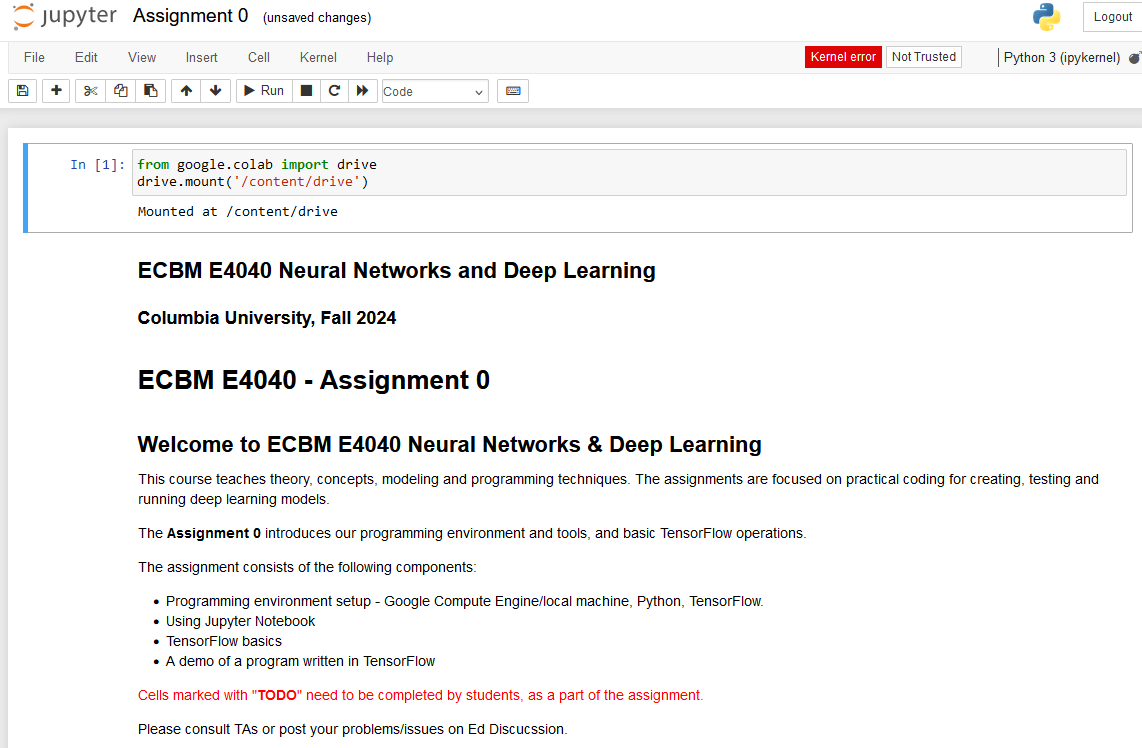 jupyter Assignment 0 (unsaved changes) Logout
File Edit View Insert Cell Kernel Help Kernel error Not Trusted Python 3 (ipykernel)
Run Code
In [1]: from google.colab import drive
drive.mount('/content/drive')
Mounted at /content/drive
ECBM E4040 Neural Networks and Deep Learning
Columbia University, Fall 2024
ECBM E4040 - Assignment 0
Welcome to ECBM E4040 Neural Networks & Deep Learning
This course teaches theory, concepts, modeling and programming techniques. The assignments are focused on practical coding for creating, testing and
running deep learning models.
The Assignment 0 introduces our programming environment and tools, and basic TensorFlow operations.
The assignment consists of the following components:
• Programming environment setup - Google Compute Engine/local machine, Python, TensorFlow.
• Using Jupyter Notebook
• TensorFlow basics
• A demo of a program written in TensorFlow
Cells marked with "TODO" need to be completed by students, as a part of the assignment.
Please consult TAs or post your problems/issues on Ed Discucssion.